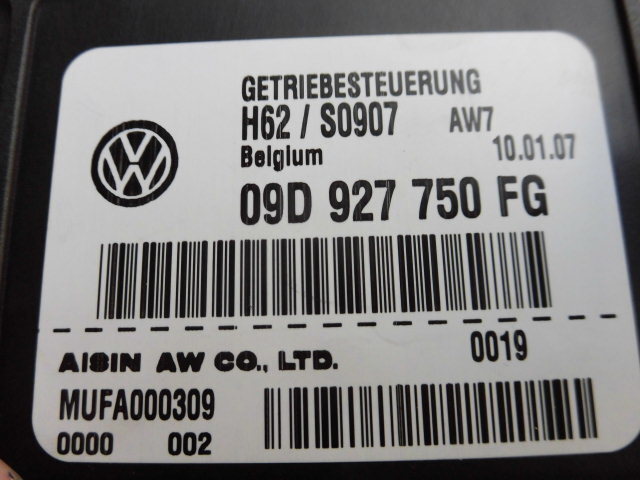 GETRIEBESTEUERUNG
H62 / S0907 AW7
Belgium 10.01.07
09D 927 750 FG
AISIN AW CO., LTD. 0019
MUFA000309
0000 002